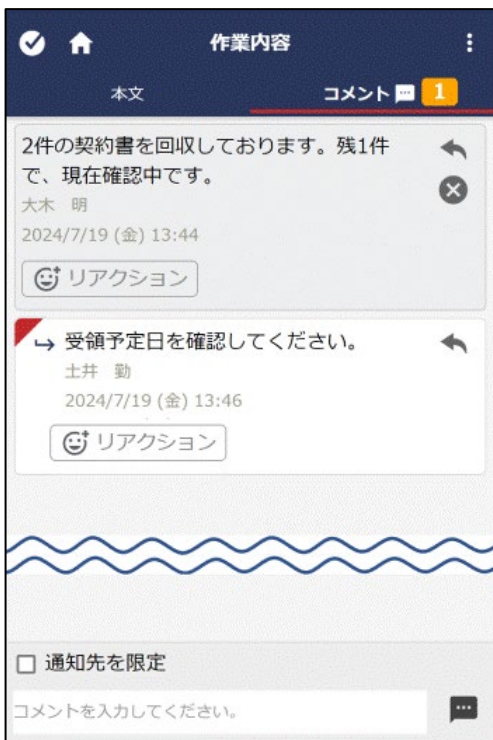 作業内容
本文
コメント 1
2件の契約書を回収しております。残1件
で、現在確認中です。
大木 明
2024/7/19 (金) 13:44
リアクション
受領予定日を確認してください。
土井 勤
2024/7/19 (金) 13:46
リアクション
通知先を限定
コメントを入力してください。